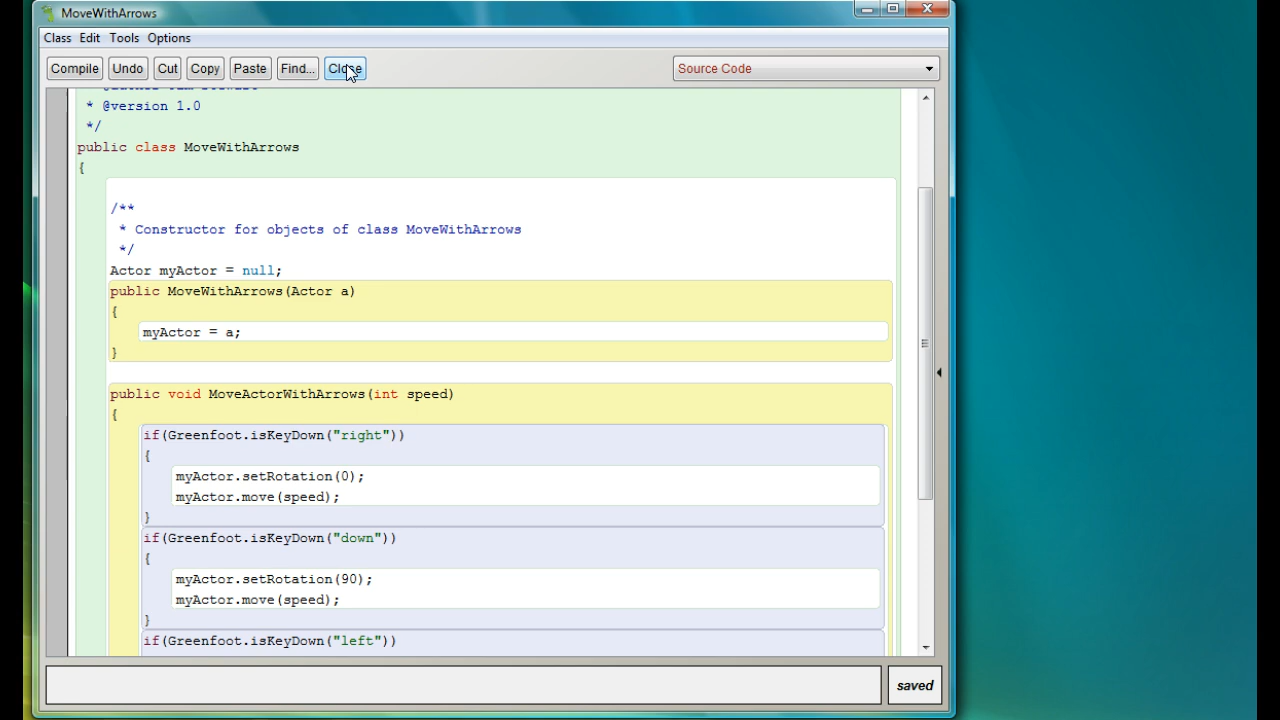 MoveWithArrows
Class Edit Tools Options
Compile Undo Cut Copy Paste Find... Close Source Code
* @version 1.0
*/
public class MoveWithArrows
{
/**
* Constructor for objects of class MoveWithArrows
*/
Actor myActor = null;
public MoveWithArrows(Actor a)
{
myActor = a;
}
public void MoveActorWithArrows(int speed)
{
if(Greenfoot.isKeyDown("right"))
{
myActor.setRotation(0);
myActor.move(speed);
}
if(Greenfoot.isKeyDown("down"))
{
myActor.setRotation(90);
myActor.move(speed);
}
if(Greenfoot.isKeyDown("left"))
saved